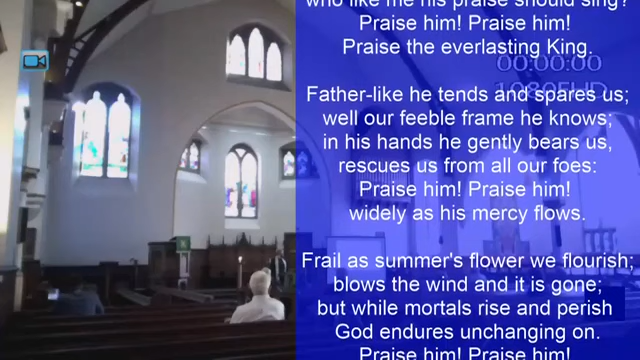 who like me his praise should sing?
Praise him! Praise him!
Praise the everlasting King.
00:00:00
1080FHD
Father-like he tends and spares us;
well our feeble frame he knows;
in his hands he gently bears us,
rescues us from all our foes:
Praise him! Praise him!
widely as his mercy flows.
Frail as summer's flower we flourish;
blows the wind and it is gone;
but while mortals rise and perish
God endures unchanging on.
Praise him! Praise him!